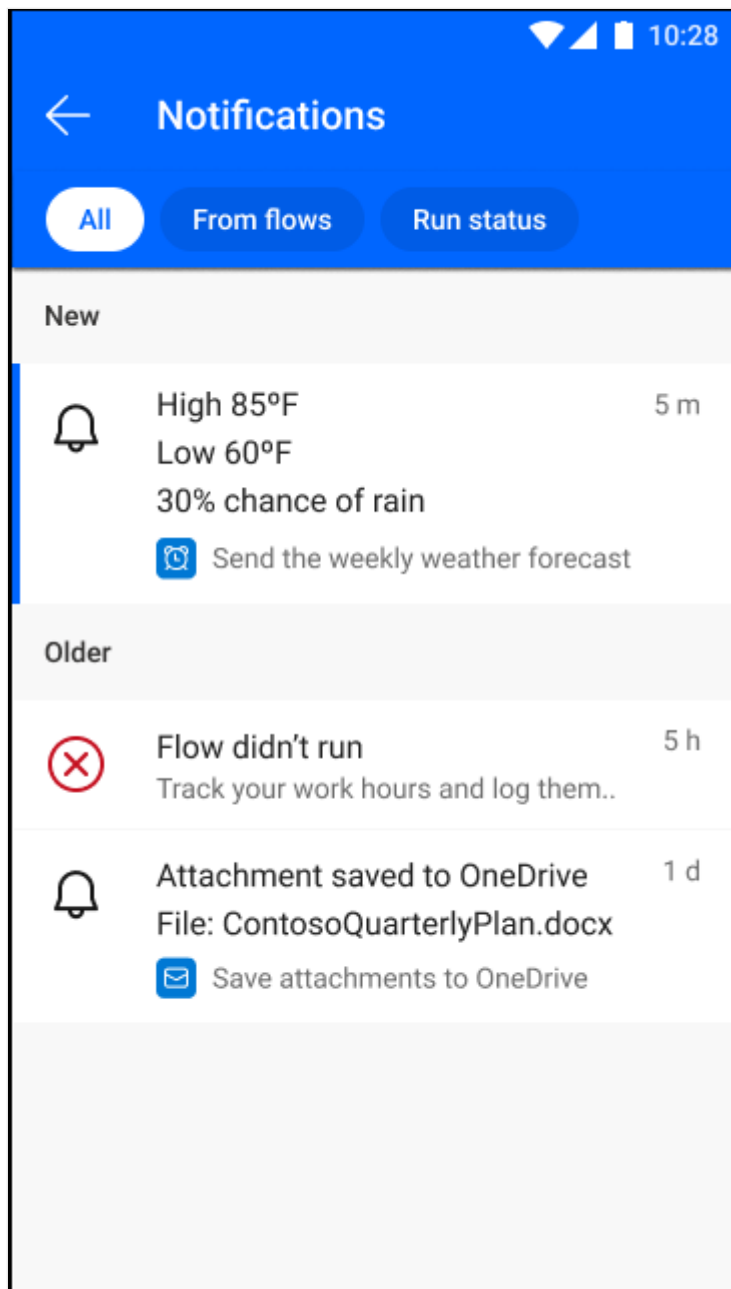 10:28
Notifications
All From flows Run status
New
High 85ºF 5 m
Low 60ºF
30% chance of rain
Send the weekly weather forecast
Older
Flow didn’t run 5 h
Track your work hours and log them..
Attachment saved to OneDrive 1 d
File: ContosoQuarterlyPlan.docx
Save attachments to OneDrive